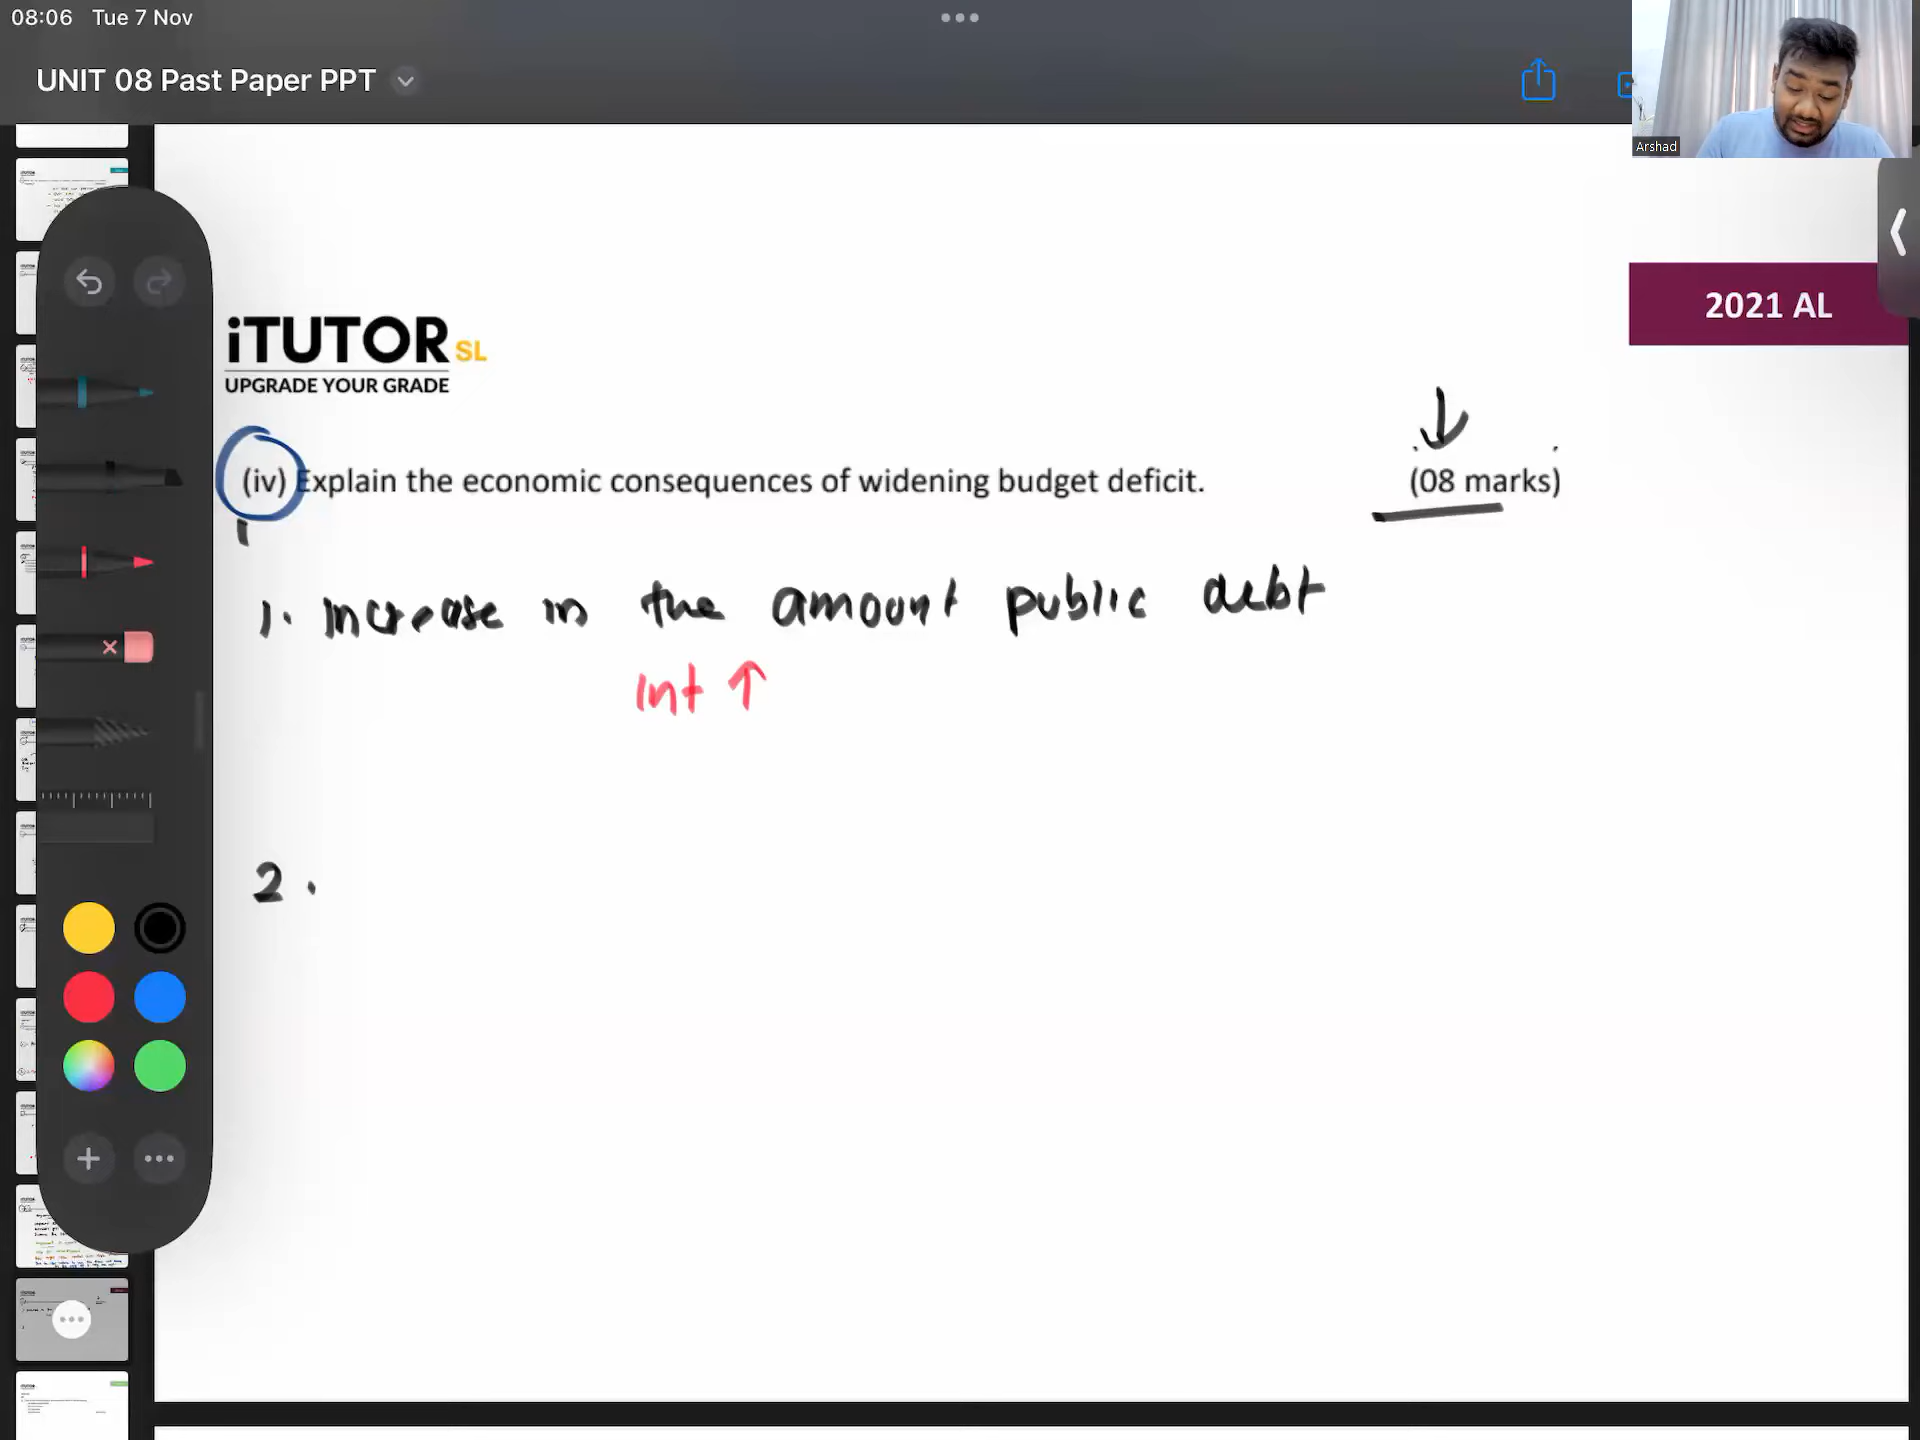 08:06 Tue 7 Nov
UNIT 08 Past Paper PPT
Arshad
2021 AL
iTUTOR SL
UPGRADE YOUR GRADE
(iv) Explain the economic consequences of widening budget deficit. (08 marks)
1. Increase in the amount public debt
Int ↑
2.